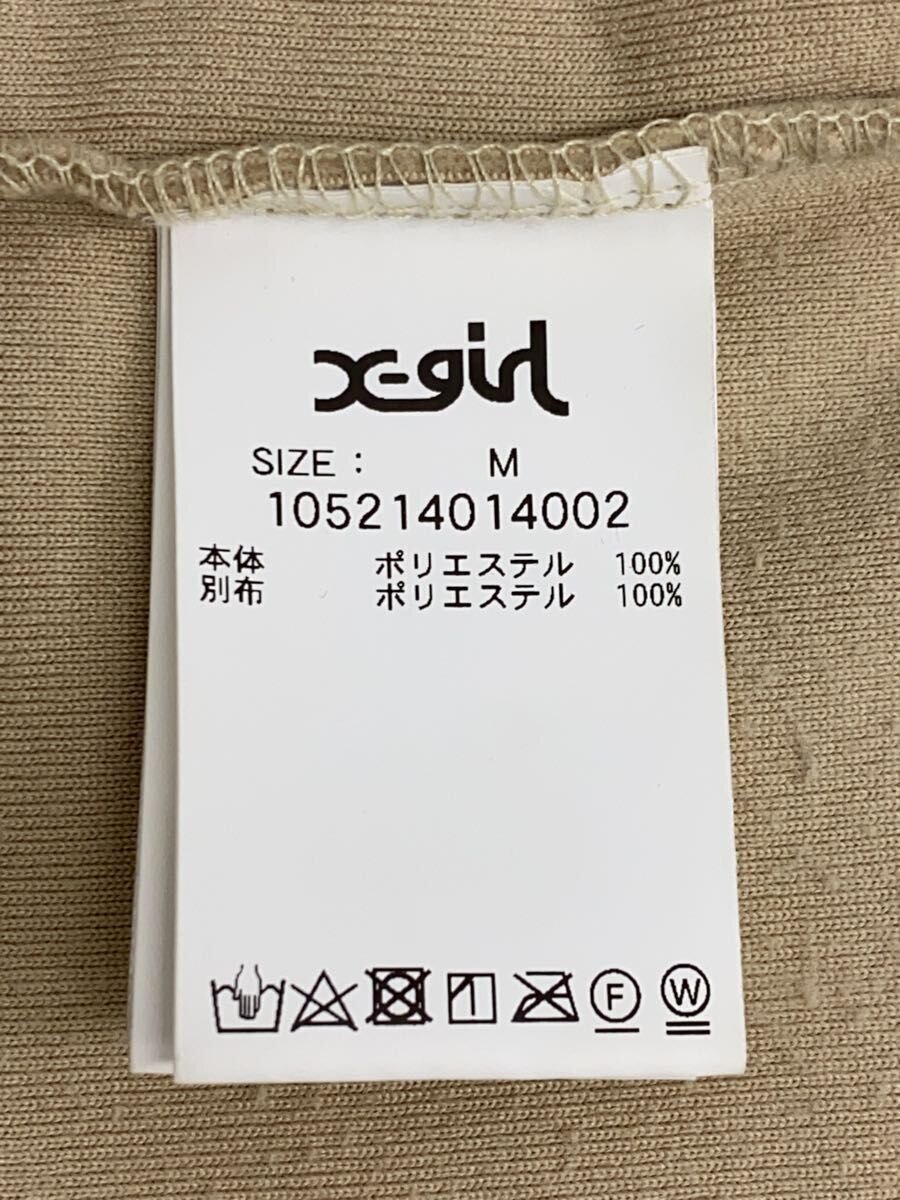 X-girl
SIZE : M
105214014002
本体 ポリエステル 100%
別布 ポリエステル 100%
F W